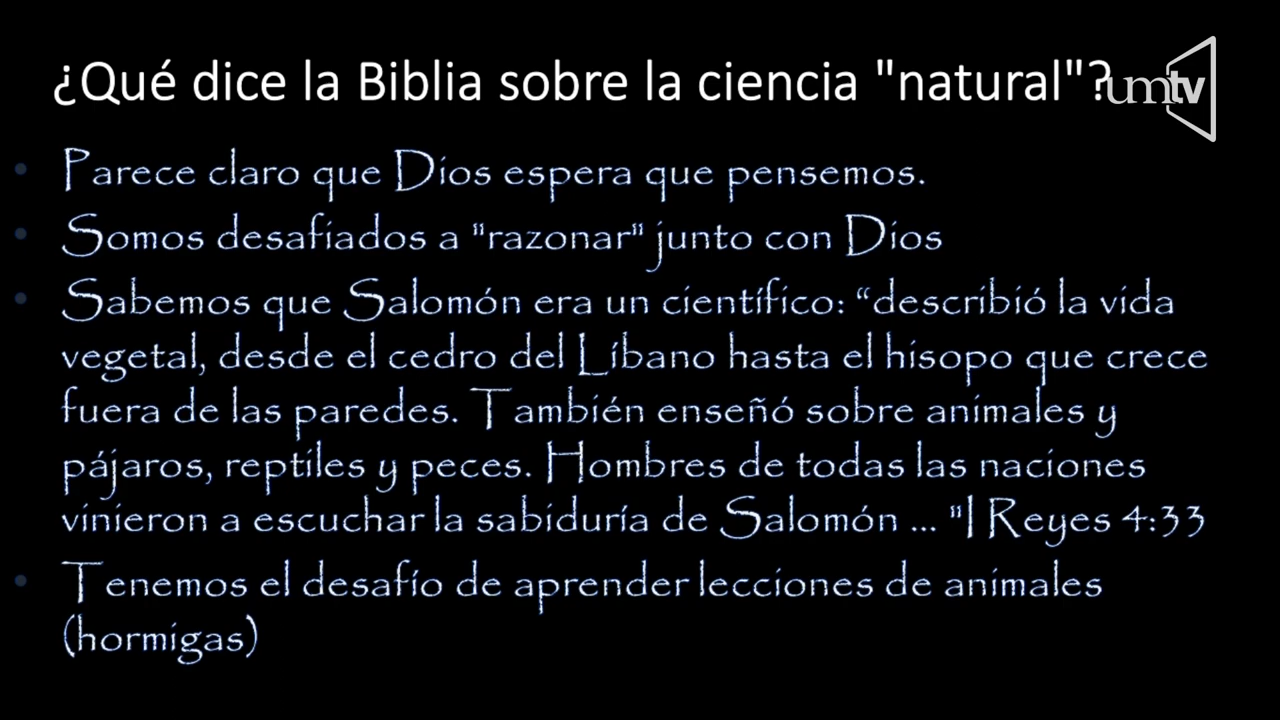 ¿Qué dice la Biblia sobre la ciencia "natural"?
umtv
• Parece claro que Dios espera que pensemos.
• Somos desafiados a "razonar" junto con Dios
• Sabemos que Salomón era un científico: “describió la vida
vegetal, desde el cedro del Líbano hasta el hisopo que crece
fuera de las paredes. También enseñó sobre animales y
pájaros, reptiles y peces. Hombres de todas las naciones
vinieron a escuchar la sabiduría de Salomón ... "I Reyes 4:33
• Tenemos el desafío de aprender lecciones de animales
(hormigas)